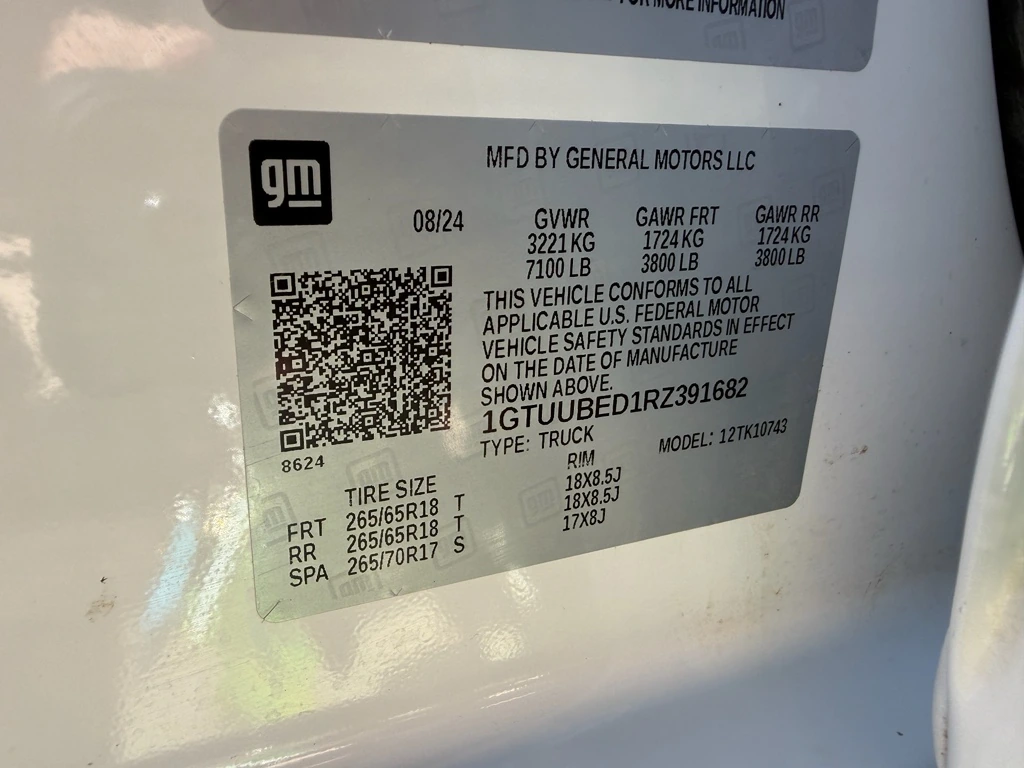 FOR MORE INFORMATION
gm
MFD BY GENERAL MOTORS LLC
08/24
GVWR GAWR FRT GAWR RR
3221 KG 1724 KG 1724 KG
7100 LB 3800 LB 3800 LB
THIS VEHICLE CONFORMS TO ALL
APPLICABLE U.S. FEDERAL MOTOR
VEHICLE SAFETY STANDARDS IN EFFECT
ON THE DATE OF MANUFACTURE
SHOWN ABOVE.
1GTUUBED1RZ391682
TYPE: TRUCK MODEL: 12TK10743
8624
TIRE SIZE RIM
FRT 265/65R18 T 18X8.5J
RR 265/65R18 T 18X8.5J
SPA 265/70R17 S 17X8J